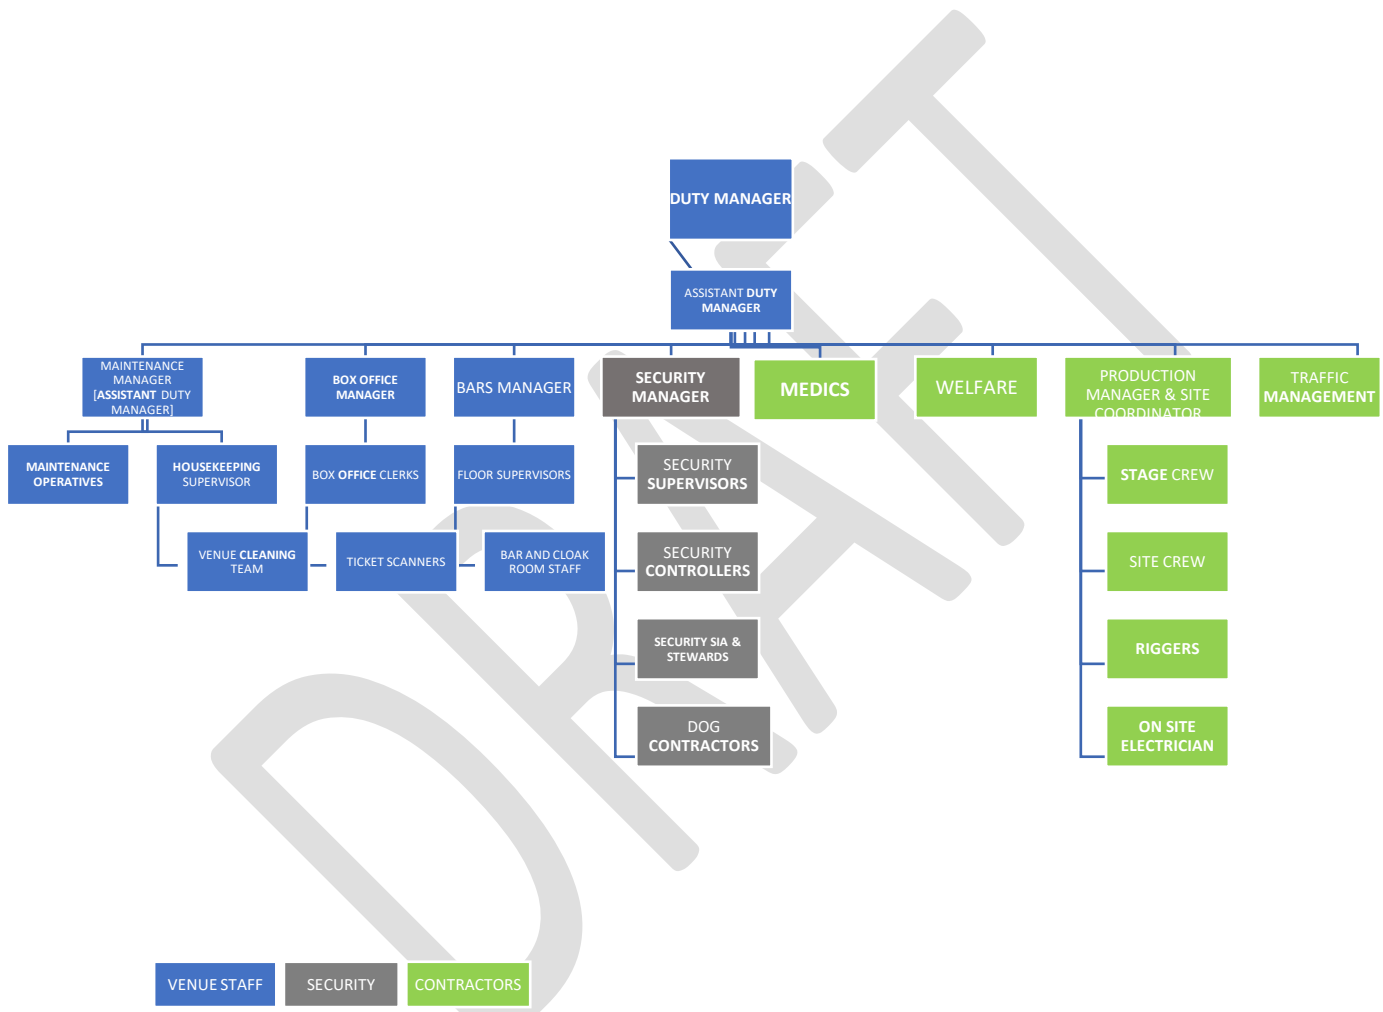 DUTY MANAGER
ASSISTANT DUTY
MANAGER
MAINTENANCE
MANAGER
[ASSISTANT DUTY
MANAGER]
BOX OFFICE
MANAGER
BARS MANAGER
SECURITY
MANAGER
MEDICS
WELFARE
PRODUCTION
MANAGER & SITE
COORDINATOR
TRAFFIC
MANAGEMENT
MAINTENANCE
OPERATIVES
HOUSEKEEPING
SUPERVISOR
BOX OFFICE CLERKS
FLOOR SUPERVISORS
SECURITY
SUPERVISORS
STAGE CREW
VENUE CLEANING
TEAM
TICKET SCANNERS
BAR AND CLOAK
ROOM STAFF
SECURITY
CONTROLLERS
SITE CREW
SECURITY SIA &
STEWARDS
RIGGERS
DOG
CONTRACTORS
ON SITE
ELECTRICIAN
VENUE STAFF
SECURITY
CONTRACTORS
DRAFT